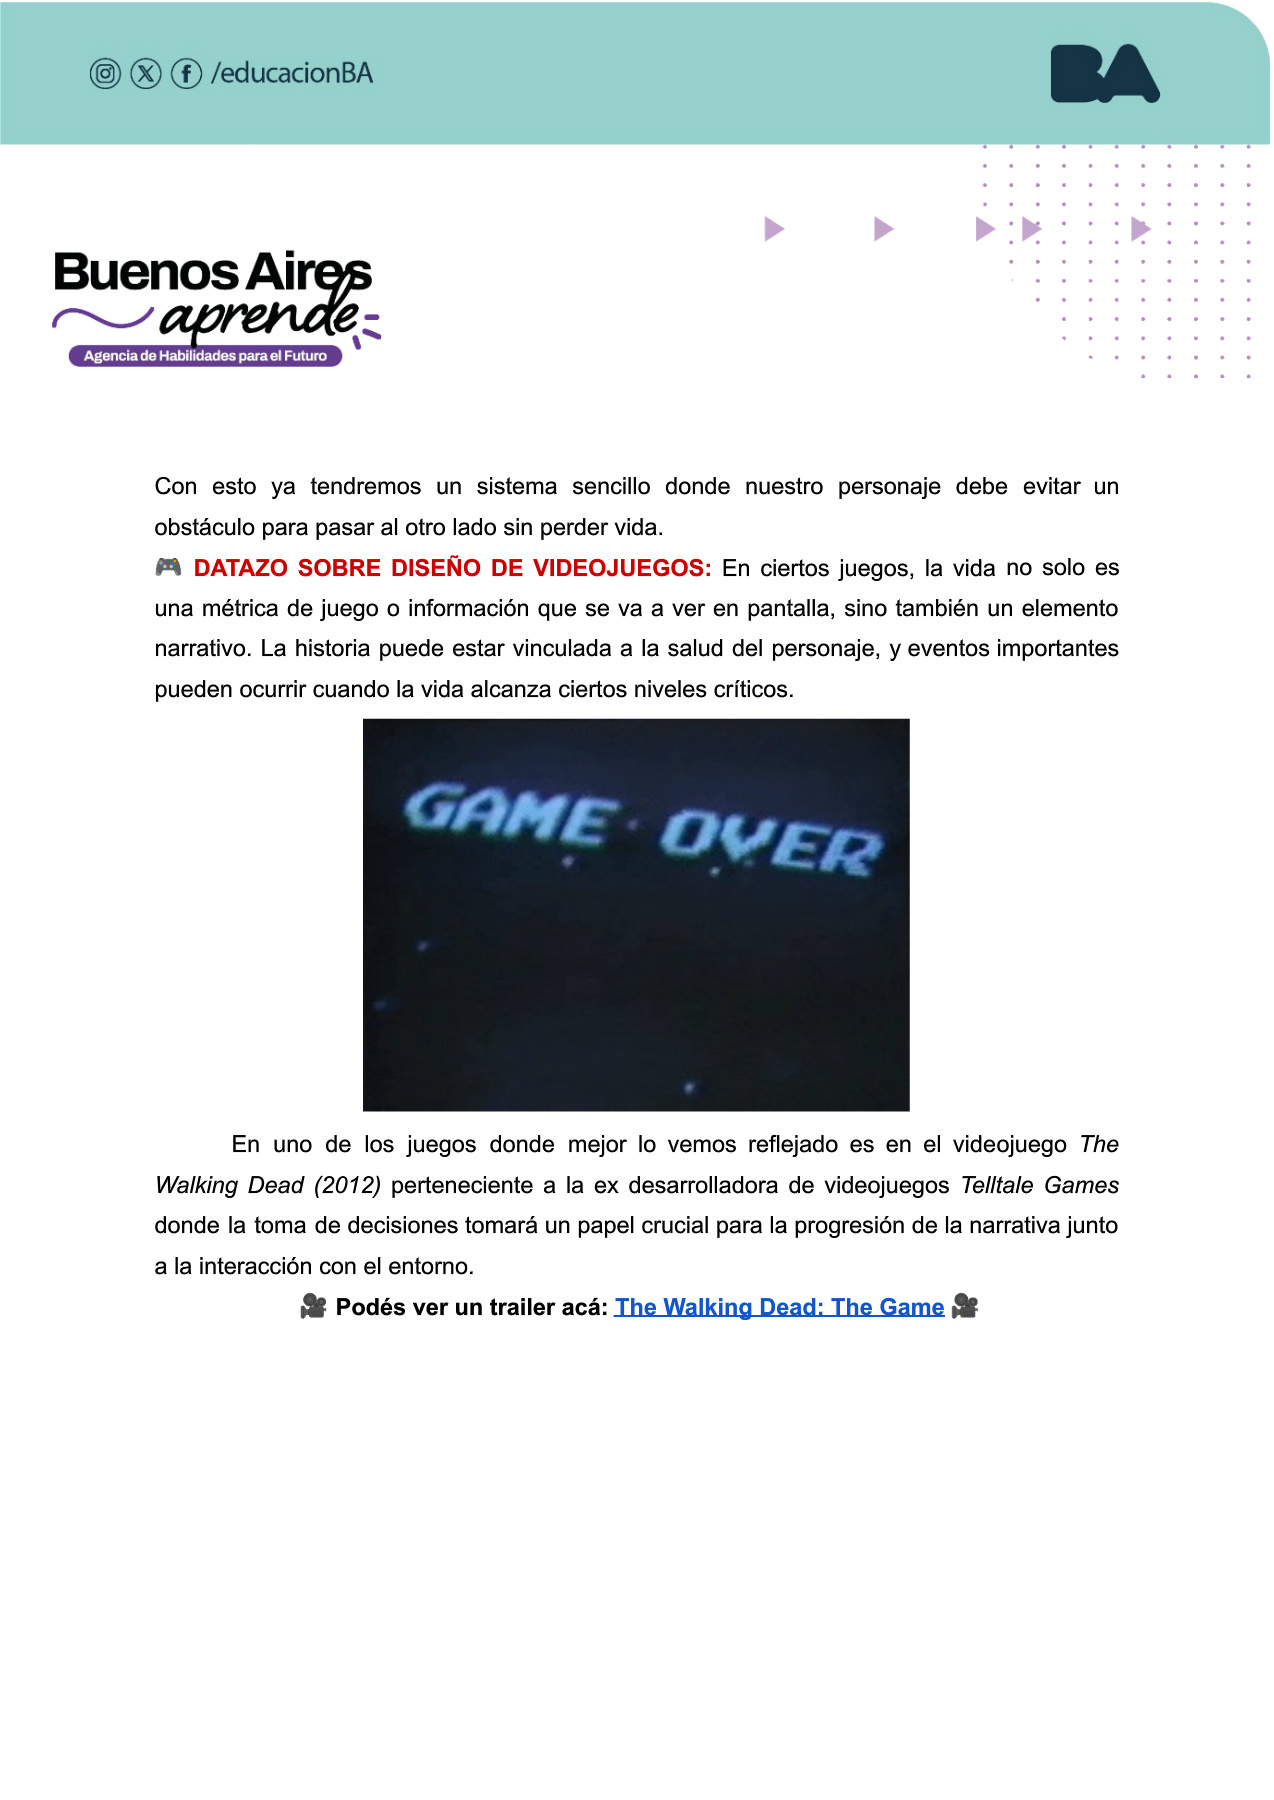 /educacionBA
BA
Buenos Aires
aprende
Agencia de Habilidades para el Futuro
Con esto ya tendremos un sistema sencillo donde nuestro personaje debe evitar un
obstáculo para pasar al otro lado sin perder vida.
🎮 DATAZO SOBRE DISEÑO DE VIDEOJUEGOS: En ciertos juegos, la vida no solo es
una métrica de juego o información que se va a ver en pantalla, sino también un elemento
narrativo. La historia puede estar vinculada a la salud del personaje, y eventos importantes
pueden ocurrir cuando la vida alcanza ciertos niveles críticos.
GAME OVER
En uno de los juegos donde mejor lo vemos reflejado es en el videojuego The
Walking Dead (2012) perteneciente a la ex desarrolladora de videojuegos Telltale Games
donde la toma de decisiones tomará un papel crucial para la progresión de la narrativa junto
a la interacción con el entorno.
🎥 Podés ver un trailer acá: The Walking Dead: The Game 🎥